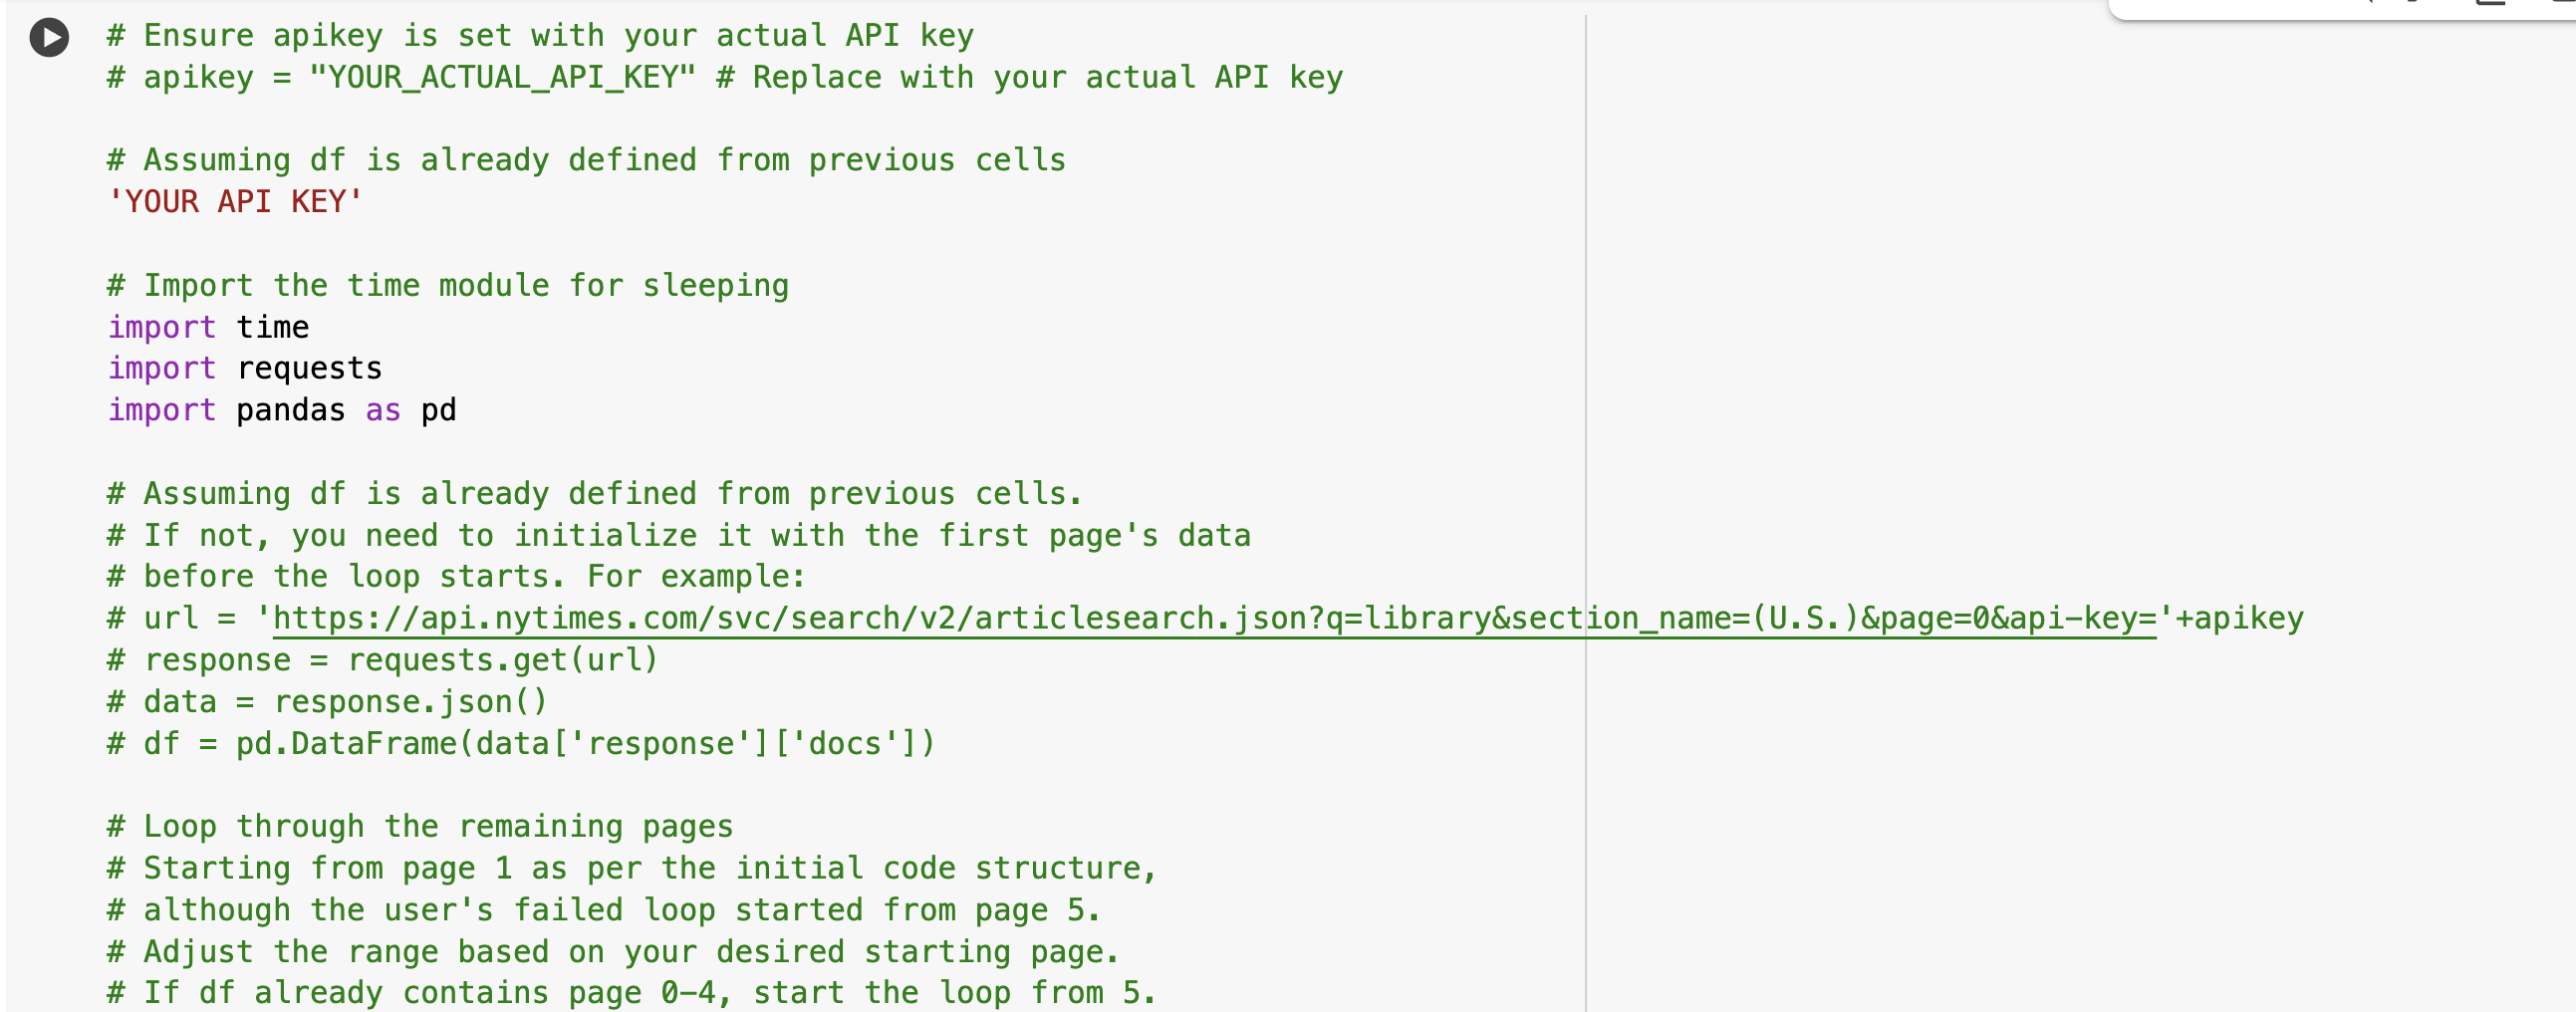 # Ensure apikey is set with your actual API key
# apikey = "YOUR_ACTUAL_API_KEY" # Replace with your actual API key
# Assuming df is already defined from previous cells
'YOUR API KEY'
# Import the time module for sleeping
import time
import requests
import pandas as pd
# Assuming df is already defined from previous cells.
# If not, you need to initialize it with the first page's data
# before the loop starts. For example:
# url = 'https://api.nytimes.com/svc/search/v2/articlesearch.json?q=library&section_name=(U.S.)&page=0&api-key='+apikey
# response = requests.get(url)
# data = response.json()
# df = pd.DataFrame(data['response']['docs'])
# Loop through the remaining pages
# Starting from page 1 as per the initial code structure,
# although the user's failed loop started from page 5.
# Adjust the range based on your desired starting page.
# If df already contains page 0-4, start the loop from 5.